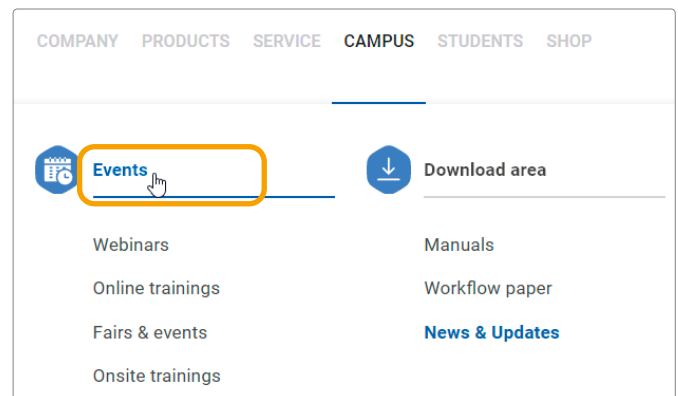 COMPANY PRODUCTS SERVICE CAMPUS STUDENTS SHOP
Events
Webinars
Online trainings
Fairs & events
Onsite trainings
Download area
Manuals
Workflow paper
News & Updates